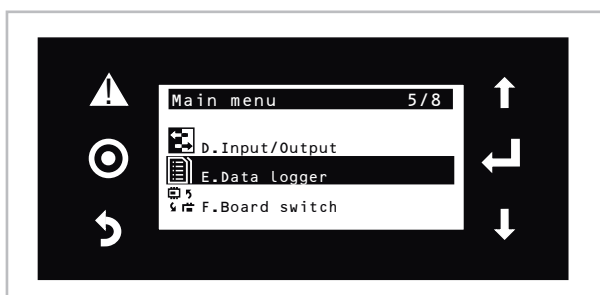 Main menu 5/8
D.Input/Output
E.Data logger
F.Board switch